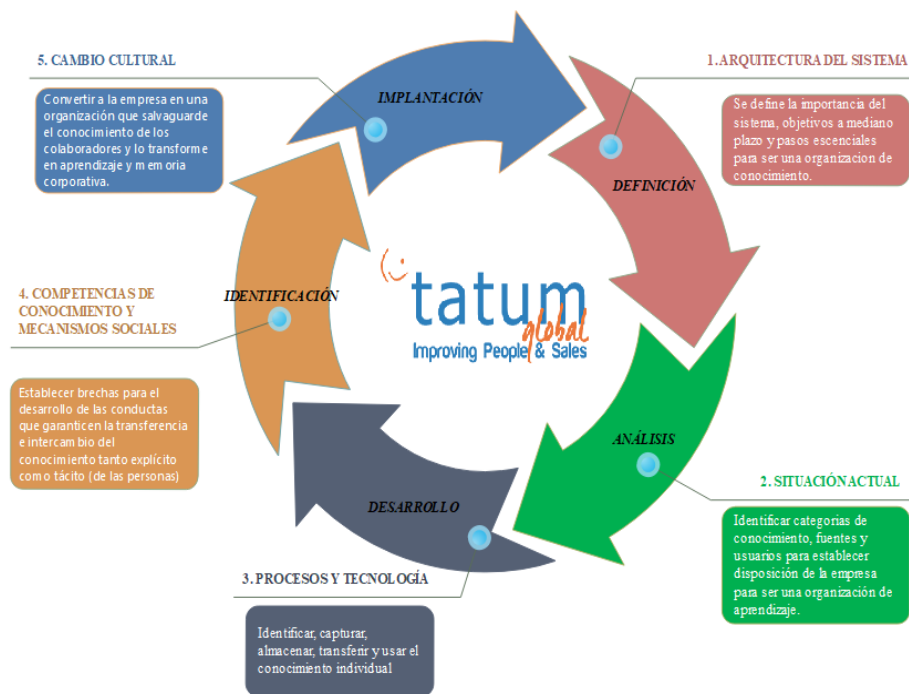 5. CAMBIO CULTURAL
Convertir a la empresa en una
organización que salvaguarde
el conocimiento de los
colaboradores y lo transforme
en aprendizaje y memoria
corporativa.
IMPLANTACIÓN
1. ARQUITECTURA DEL SISTEMA
Se define la importancia del
sistema, objetivos a mediano
plazo y pasos escenciales
para ser una organizacion de
conocimiento.
DEFINICIÓN
4. COMPETENCIAS DE
CONOCIMIENTO Y
MECANISMOS SOCIALES
IDENTIFICACIÓN
Establecer brechas para el
desarrollo de las conductas
que garanticen la transferencia
e intercambio del
conocimiento tanto explícito
como tácito (de las personas)
tatum
global
Improving People & Sales
ANÁLISIS
2. SITUACIÓN ACTUAL
Identificar categorias de
conocimiento, fuentes y
usuarios para establecer
disposición de la empresa
para ser una organización de
aprendizaje.
DESARROLLO
3. PROCESOS Y TECNOLOGÍA
Identificar, capturar,
almacenar, transferir y usar el
conocimiento individual